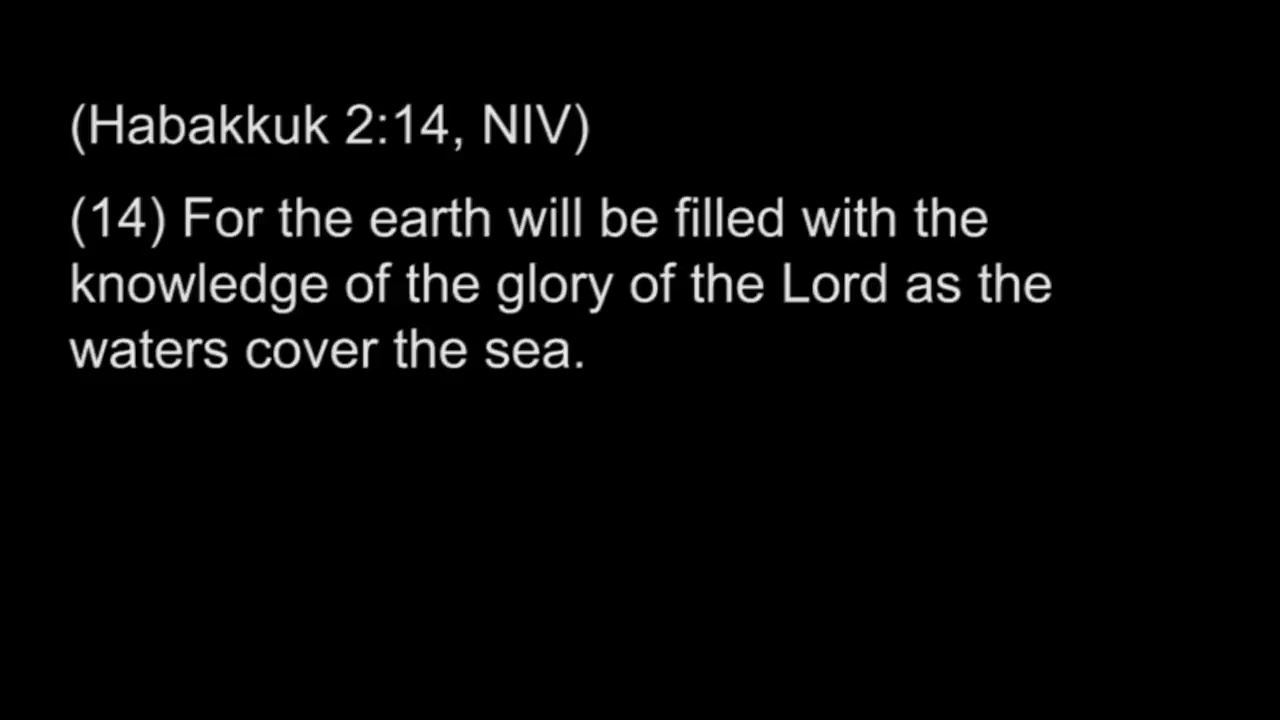 (Habakkuk 2:14, NIV)
(14) For the earth will be filled with the
knowledge of the glory of the Lord as the
waters cover the sea.